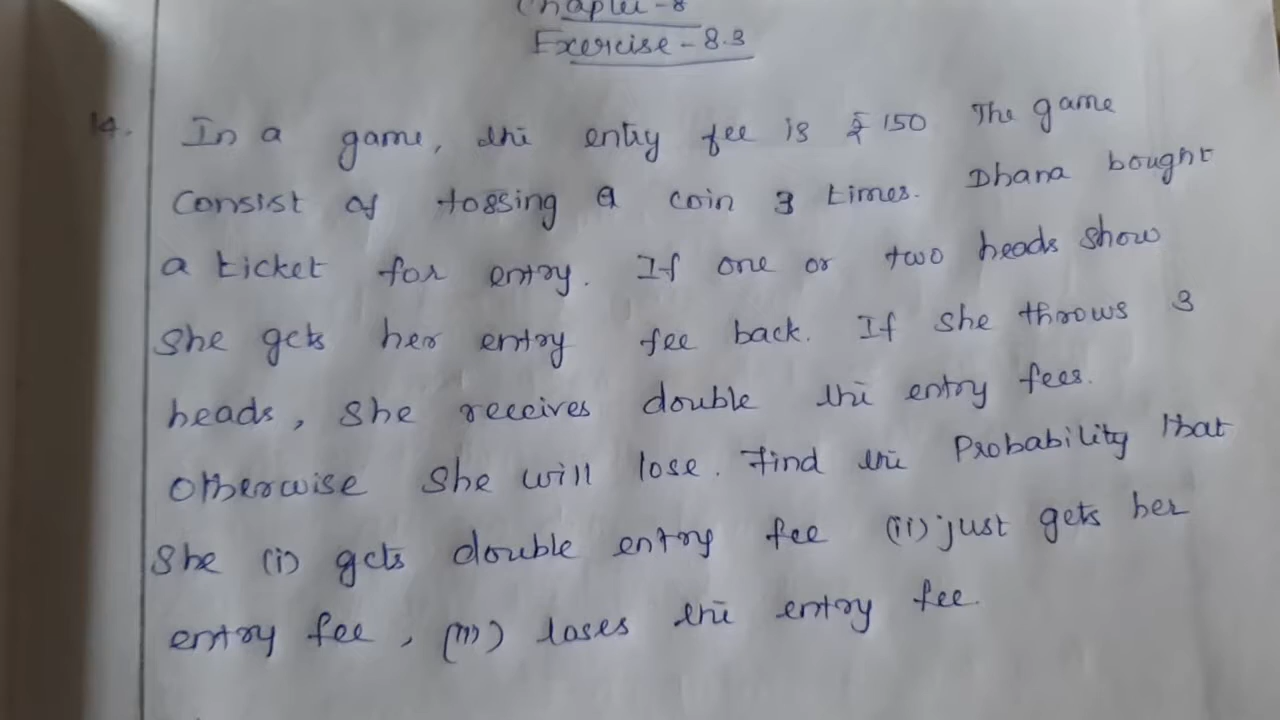 Chapter-8
Exercise-8.3
14. In a game, the entry fee is ₹ 150 The game
Consist of tossing a coin 3 times. Dhana bought
a ticket for entry. If one or two heads show
She gets her entry fee back. If she throws 3
heads, She receives double the entry fees.
Otherwise she will lose. Find the Probability that
She (i) gets double entry fee (ii) just gets her
entry fee, (iii) loses the entry fee.